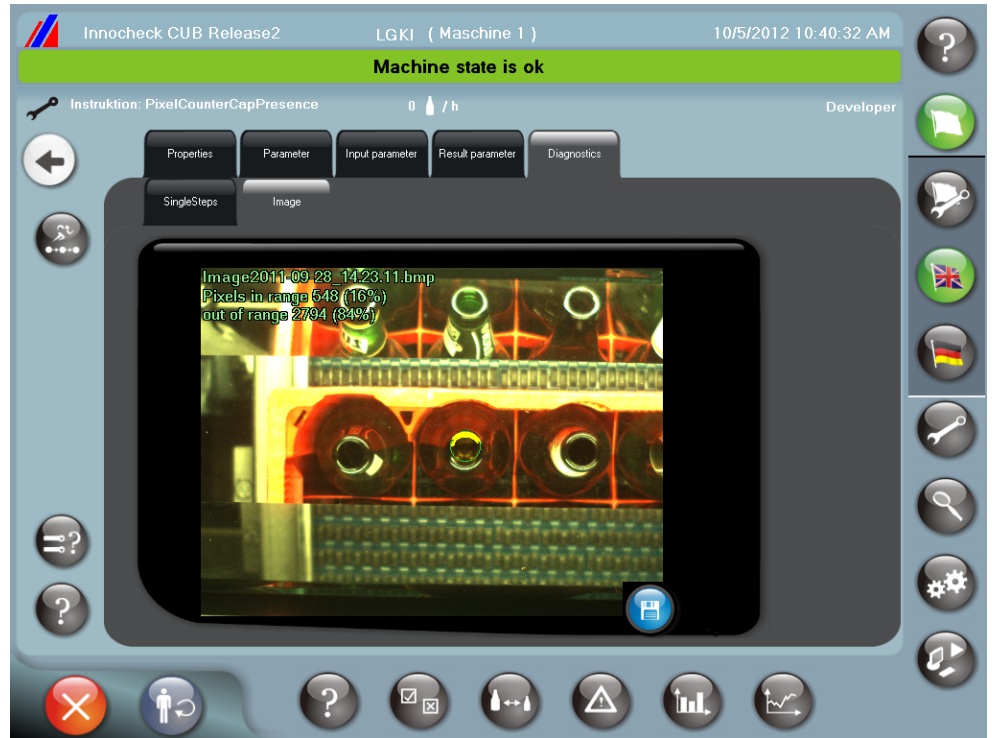 Innocheck CUB Release2 LGKI ( Maschine 1 ) 10/5/2012 10:40:32 AM
Machine state is ok
Instruktion: PixelCounterCapPresence 0 / h Developer
Properties Parameter Input parameter Result parameter Diagnostics
SingleSteps Image
Image2011-09-28_14.23.11.bmp
Pixels in range 548 (16%)
out of range 2794 (84%)